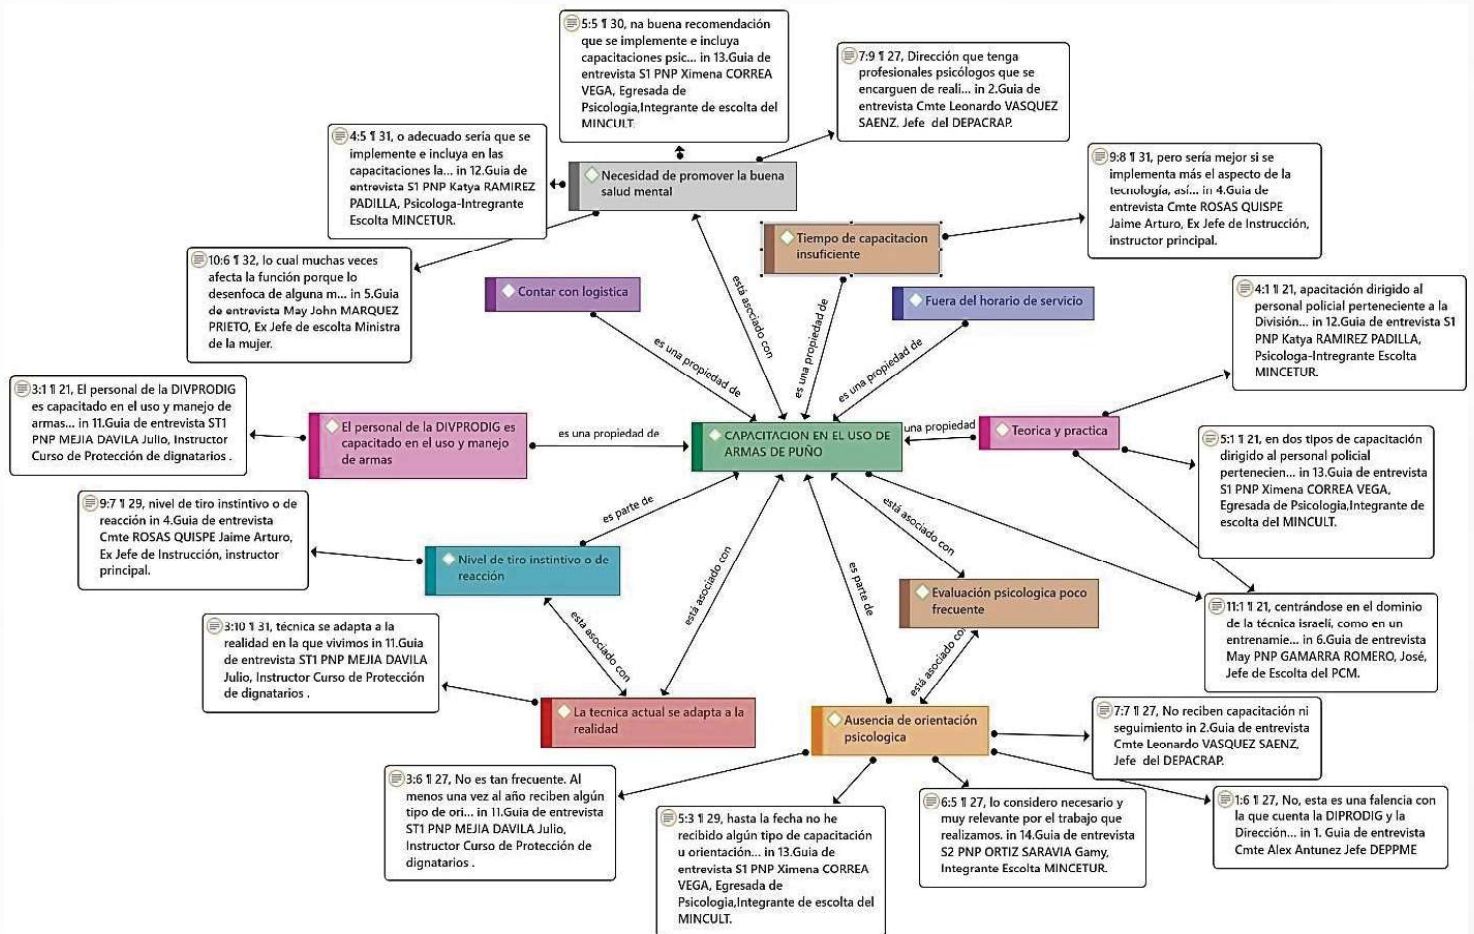 5:5 ¶ 30, na buena recomendación
que se implemente e incluya
capacitaciones psic... in 13.Guia de
entrevista S1 PNP Ximena CORREA
VEGA, Egresada de
Psicologia,Integrante de escolta del
MINCULT.
7:9 ¶ 27, Dirección que tenga
profesionales psicólogos que se
encarguen de reali... in 2.Guia de
entrevista Cmte Leonardo VASQUEZ
SAENZ. Jefe del DEPACRAP.
4:5 ¶ 31, o adecuado sería que se
implemente e incluya en las
capacitaciones la... in 12.Guia de
entrevista S1 PNP Katya RAMIREZ
PADILLA, Psicologa-Intregrante
Escolta MINCETUR.
Necesidad de promover la buena
salud mental
9:8 ¶ 31, pero sería mejor si se
implementa más el aspecto de la
tecnología, así... in 4.Guia de
entrevista Cmte ROSAS QUISPE
Jaime Arturo, Ex Jefe de Instrucción,
instructor principal.
10:6 ¶ 32, lo cual muchas veces
afecta la función porque lo
desenfoca de alguna m... in 5.Guia
de entrevista May John MARQUEZ
PRIETO, Ex Jefe de escolta Ministra
de la mujer.
Tiempo de capacitacion
insuficiente
Contar con logistica
Fuera del horario de servicio
4:1 ¶ 21, apacitación dirigido al
personal policial perteneciente a la
División... in 12.Guia de entrevista S1
PNP Katya RAMIREZ PADILLA,
Psicologa-Intregrante Escolta
MINCETUR.
está asociado con
es una propiedad de
es una propiedad de
es una propiedad de
3:1 ¶ 21, El personal de la DIVPRODIG
es capacitado en el uso y manejo de
armas... in 11.Guia de entrevista ST1
PNP MEJIA DAVILA Julio, Instructor
Curso de Protección de dignatarios .
El personal de la DIVPRODIG es
capacitado en el uso y manejo
de armas
es una propiedad de
CAPACITACION EN EL USO DE
ARMAS DE PUÑO
una propiedad
Teorica y practica
5:1 ¶ 21, en dos tipos de capacitación
dirigido al personal policial
pertenecien... in 13.Guia de entrevista
S1 PNP Ximena CORREA VEGA,
Egresada de Psicologia,Integrante de
escolta del MINCULT.
9:7 ¶ 29, nivel de tiro instintivo o de
reacción in 4.Guia de entrevista
Cmte ROSAS QUISPE Jaime Arturo,
Ex Jefe de Instrucción, instructor
principal.
es parte de
está asociado con
está asociado con
es parte de
Nivel de tiro instintivo o de
reacción
Evaluación psicologica poco
frecuente
11:1 ¶ 21, centrándose en el dominio
de la técnica israelí, como en un
entrenamie... in 6.Guia de entrevista
May PNP GAMARRA ROMERO, José,
Jefe de Escolta del PCM.
3:10 ¶ 31, técnica se adapta a la
realidad en la que vivimos in 11.Guia
de entrevista ST1 PNP MEJIA DAVILA
Julio, Instructor Curso de Protección
de dignatarios .
está asociado con
está asociado con
La tecnica actual se adapta a la
realidad
Ausencia de orientación
psicologica
7:7 ¶ 27, No reciben capacitación ni
seguimiento in 2.Guia de entrevista
Cmte Leonardo VASQUEZ SAENZ,
Jefe del DEPACRAP.
3:6 ¶ 27, No es tan frecuente. Al
menos una vez al año reciben algún
tipo de ori... in 11.Guia de entrevista
ST1 PNP MEJIA DAVILA Julio,
Instructor Curso de Protección de
dignatarios .
5:3 ¶ 29, hasta la fecha no he
recibido algún tipo de capacitación
u orientación... in 13.Guia de
entrevista S1 PNP Ximena CORREA
VEGA, Egresada de
Psicologia,Integrante de escolta del
MINCULT.
6:5 ¶ 27, lo considero necesario y
muy relevante por el trabajo que
realizamos. in 14.Guia de entrevista
S2 PNP ORTIZ SARAVIA Gamy,
Integrante Escolta MINCETUR.
1:6 ¶ 27, No, esta es una falencia con
la que cuenta la DIPRODIG y la
Dirección... in 1. Guia de entrevista
Cmte Alex Antunez Jefe DEPPME